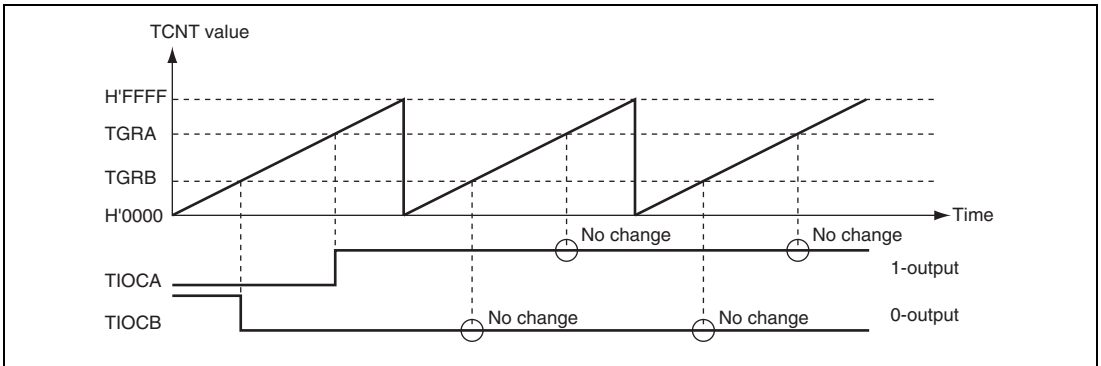 TCNT value
H'FFFF
TGRA
TGRB
H'0000
Time
No change
No change
TIOCA
1-output
TIOCB
No change
No change
0-output